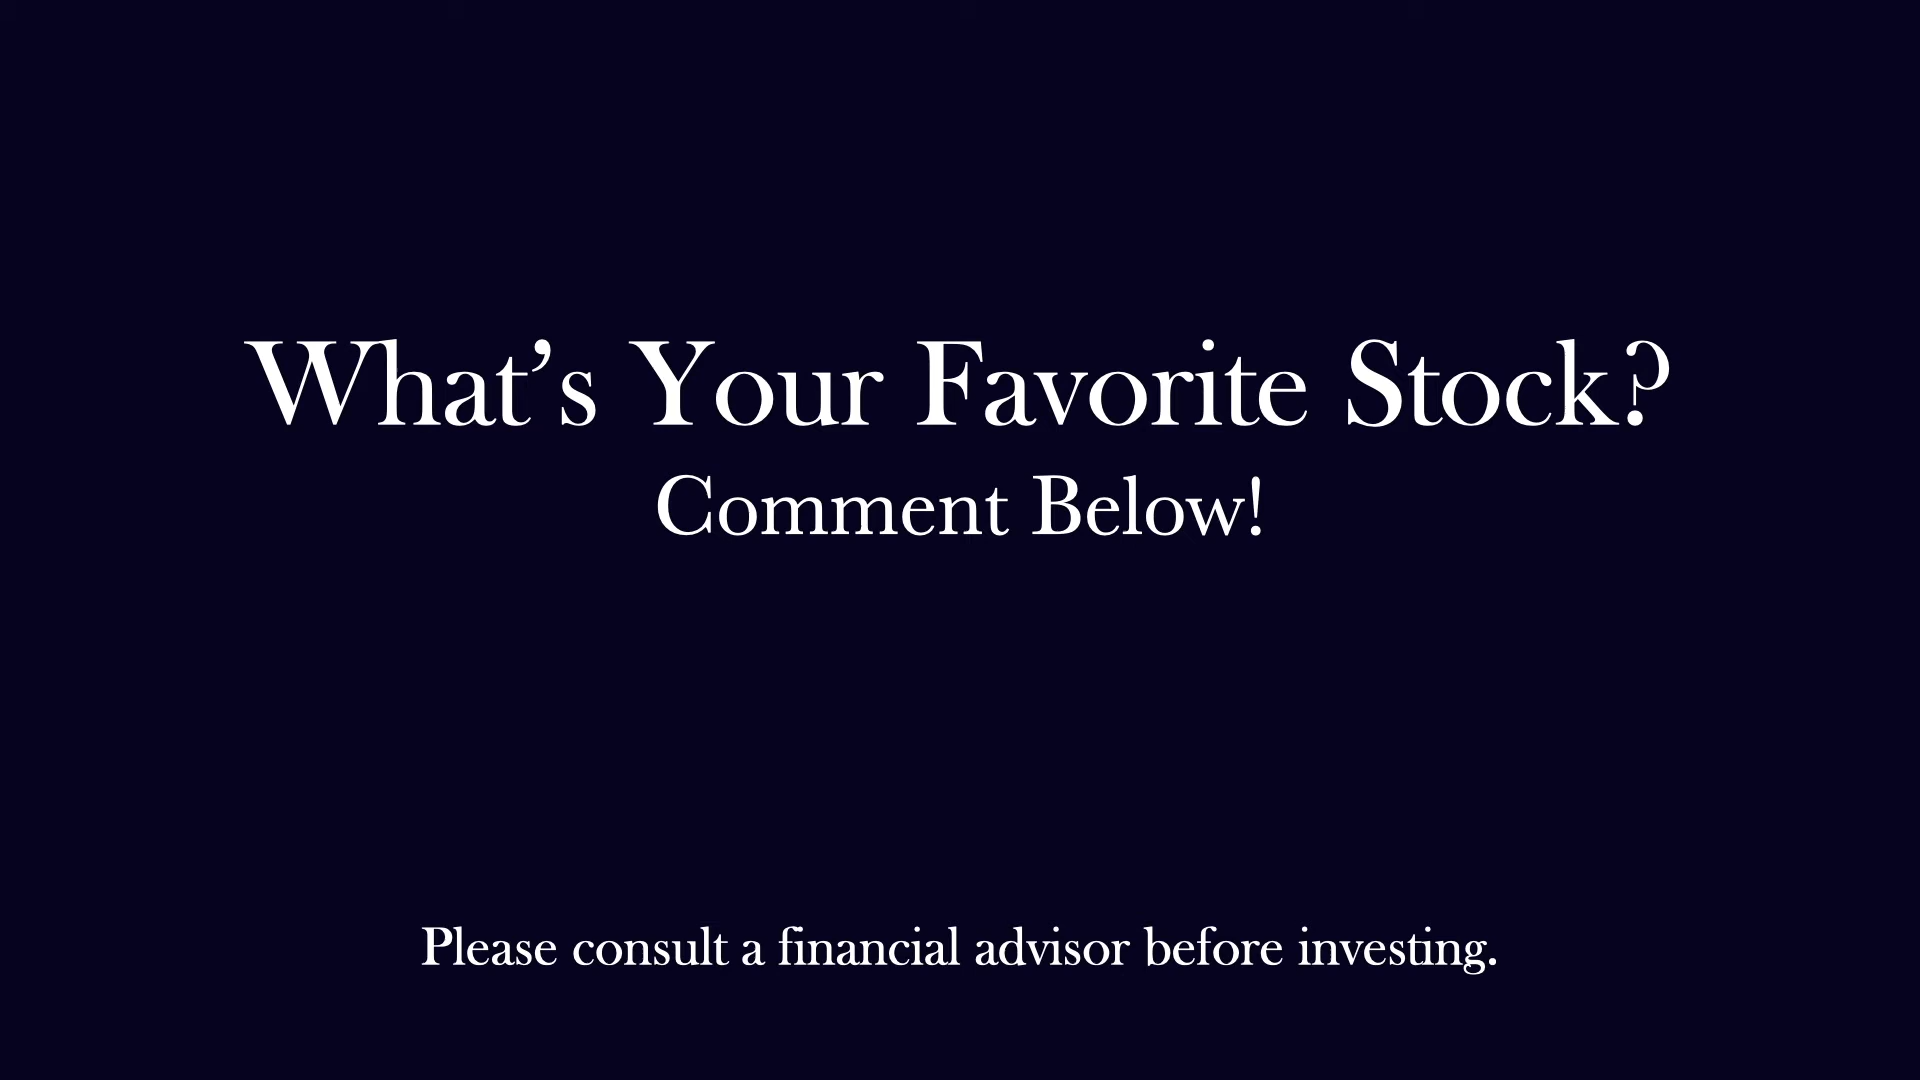 What’s Your Favorite Stock?
Comment Below!
Please consult a financial advisor before investing.